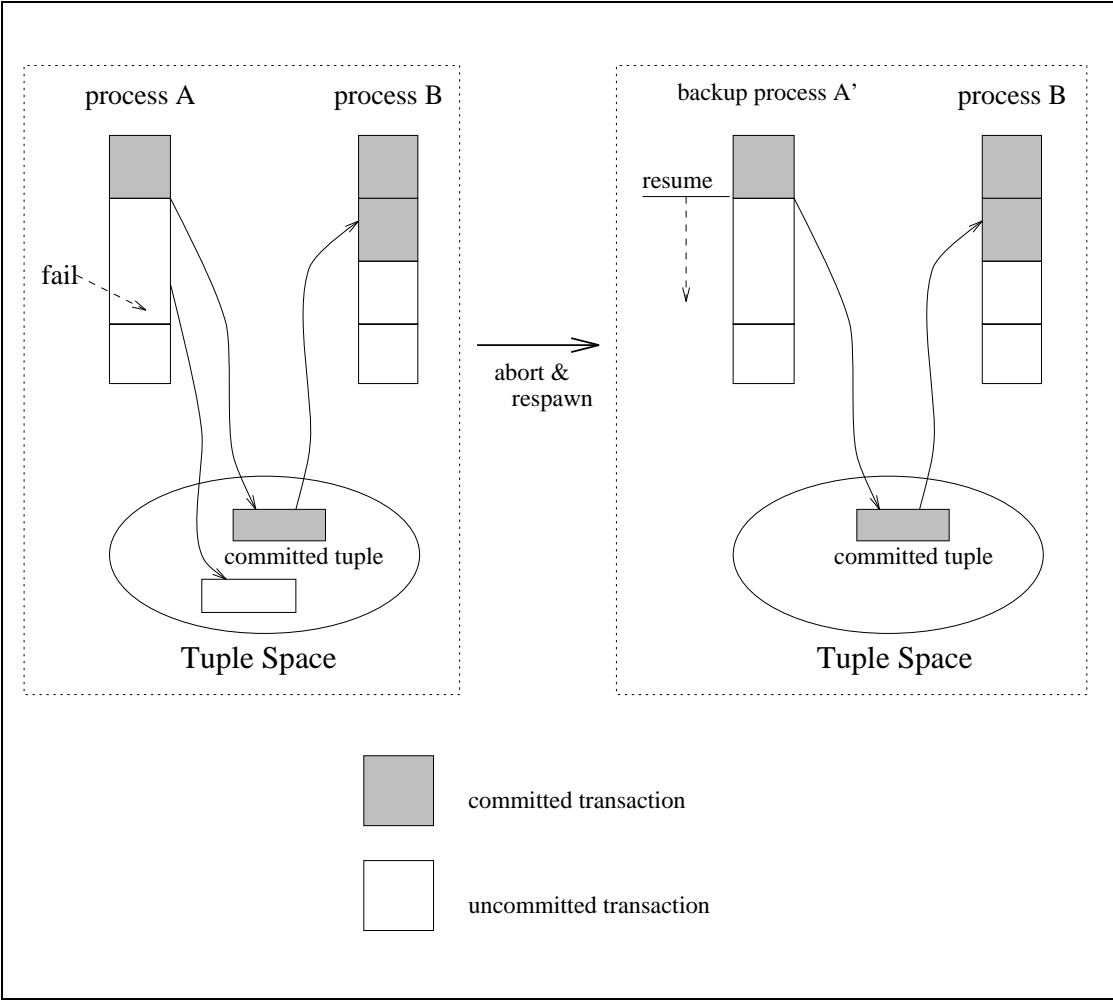 process A
process B
fail
committed tuple
Tuple Space
abort &
respawn
backup process A'
process B
resume
committed tuple
Tuple Space
committed transaction
uncommitted transaction